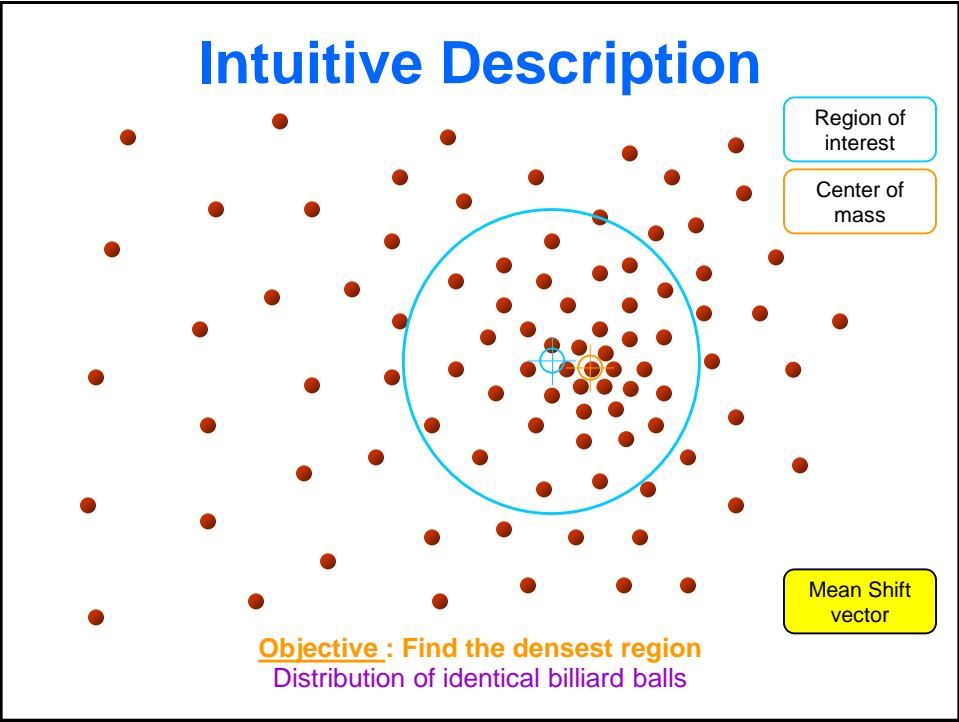 Intuitive Description
Region of
interest
Center of
mass
Mean Shift
vector
Objective : Find the densest region
Distribution of identical billiard balls